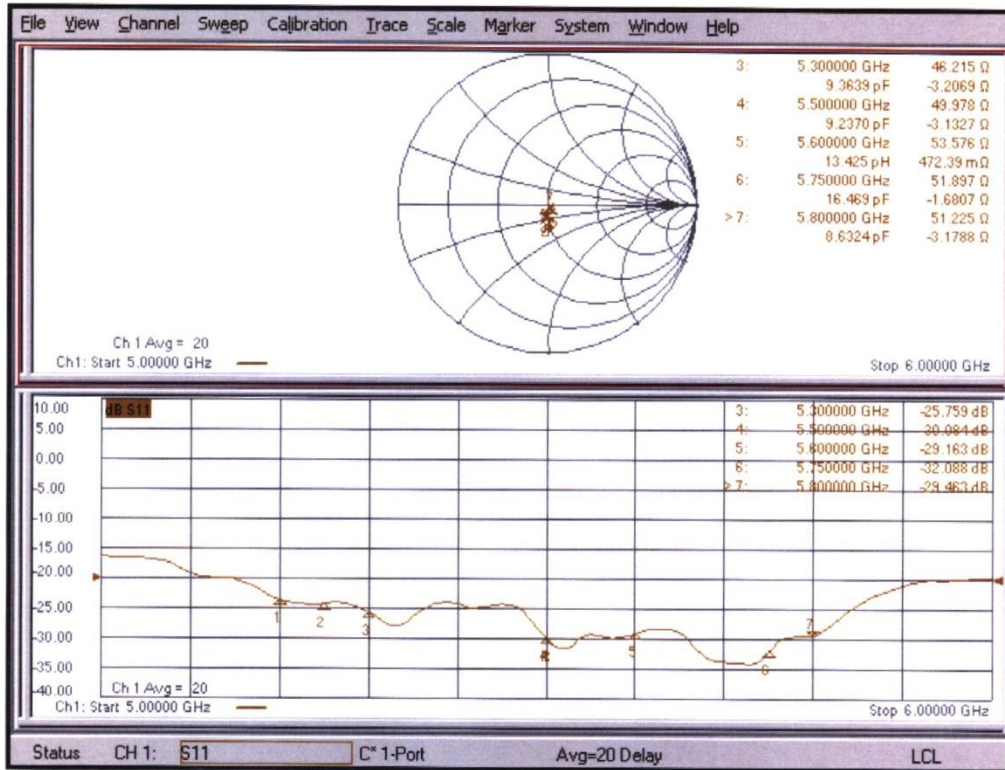 File View Channel Sweep Calibration Trace Scale Marker System Window Help
3: 5.300000 GHz 46.215 Ω
9.3639 pF -3.2069 Ω
4: 5.500000 GHz 49.978 Ω
9.2370 pF -3.1327 Ω
5: 5.600000 GHz 53.576 Ω
13.425 pH 472.39 mΩ
6: 5.750000 GHz 51.897 Ω
16.469 pF -1.6807 Ω
>7: 5.800000 GHz 51.225 Ω
8.6324 pF -3.1788 Ω
Ch 1 Avg = 20
Ch1: Start 5.00000 GHz
Stop 6.00000 GHz
10.00
dB S11
3: 5.300000 GHz -25.759 dB
5.00
4: 5.500000 GHz -30.084 dB
5: 5.600000 GHz -29.163 dB
0.00
6: 5.750000 GHz -32.088 dB
-5.00
>7: 5.800000 GHz -29.463 dB
-10.00
-15.00
-20.00
-25.00
1 2 3
7
-30.00
5
6
-35.00
-40.00
Ch 1 Avg = 20
Ch1: Start 5.00000 GHz
Stop 6.00000 GHz
Status CH 1: S11 C* 1-Port Avg=20 Delay LCL